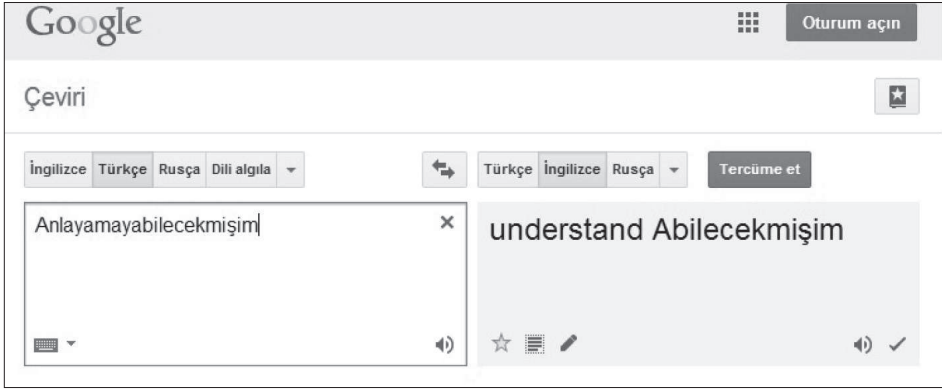 Google
Oturum açın
Çeviri
İngilizce Türkçe Rusça Dili algıla
Türkçe İngilizce Rusça
Tercüme et
Anlayamayabilecekmişim
understand Abilecekmişim